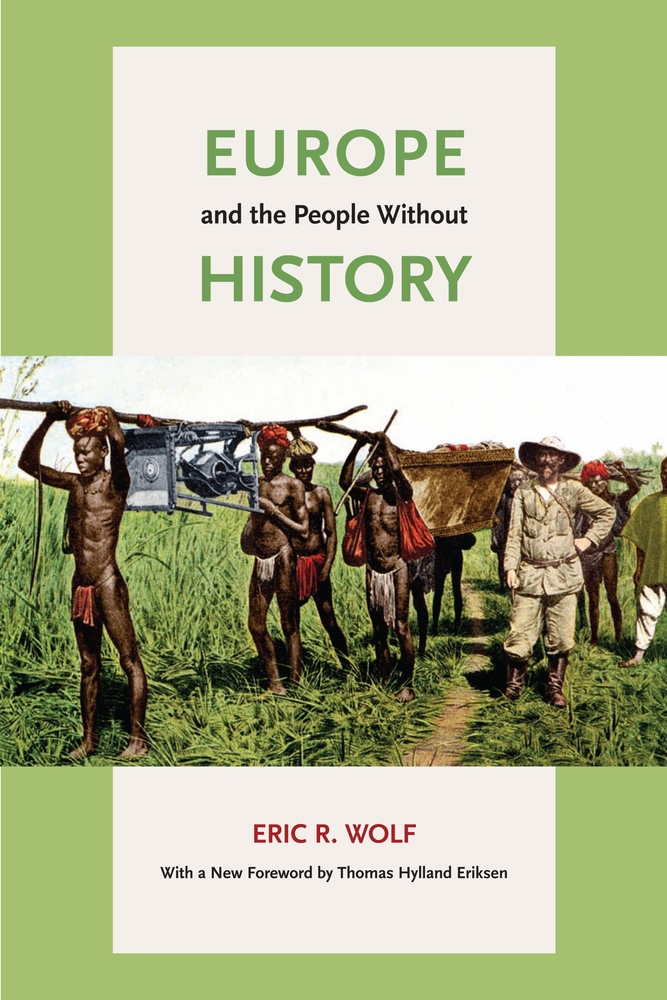 EUROPE
and the People Without
HISTORY
ERIC R. WOLF
With a New Foreword by Thomas Hylland Eriksen